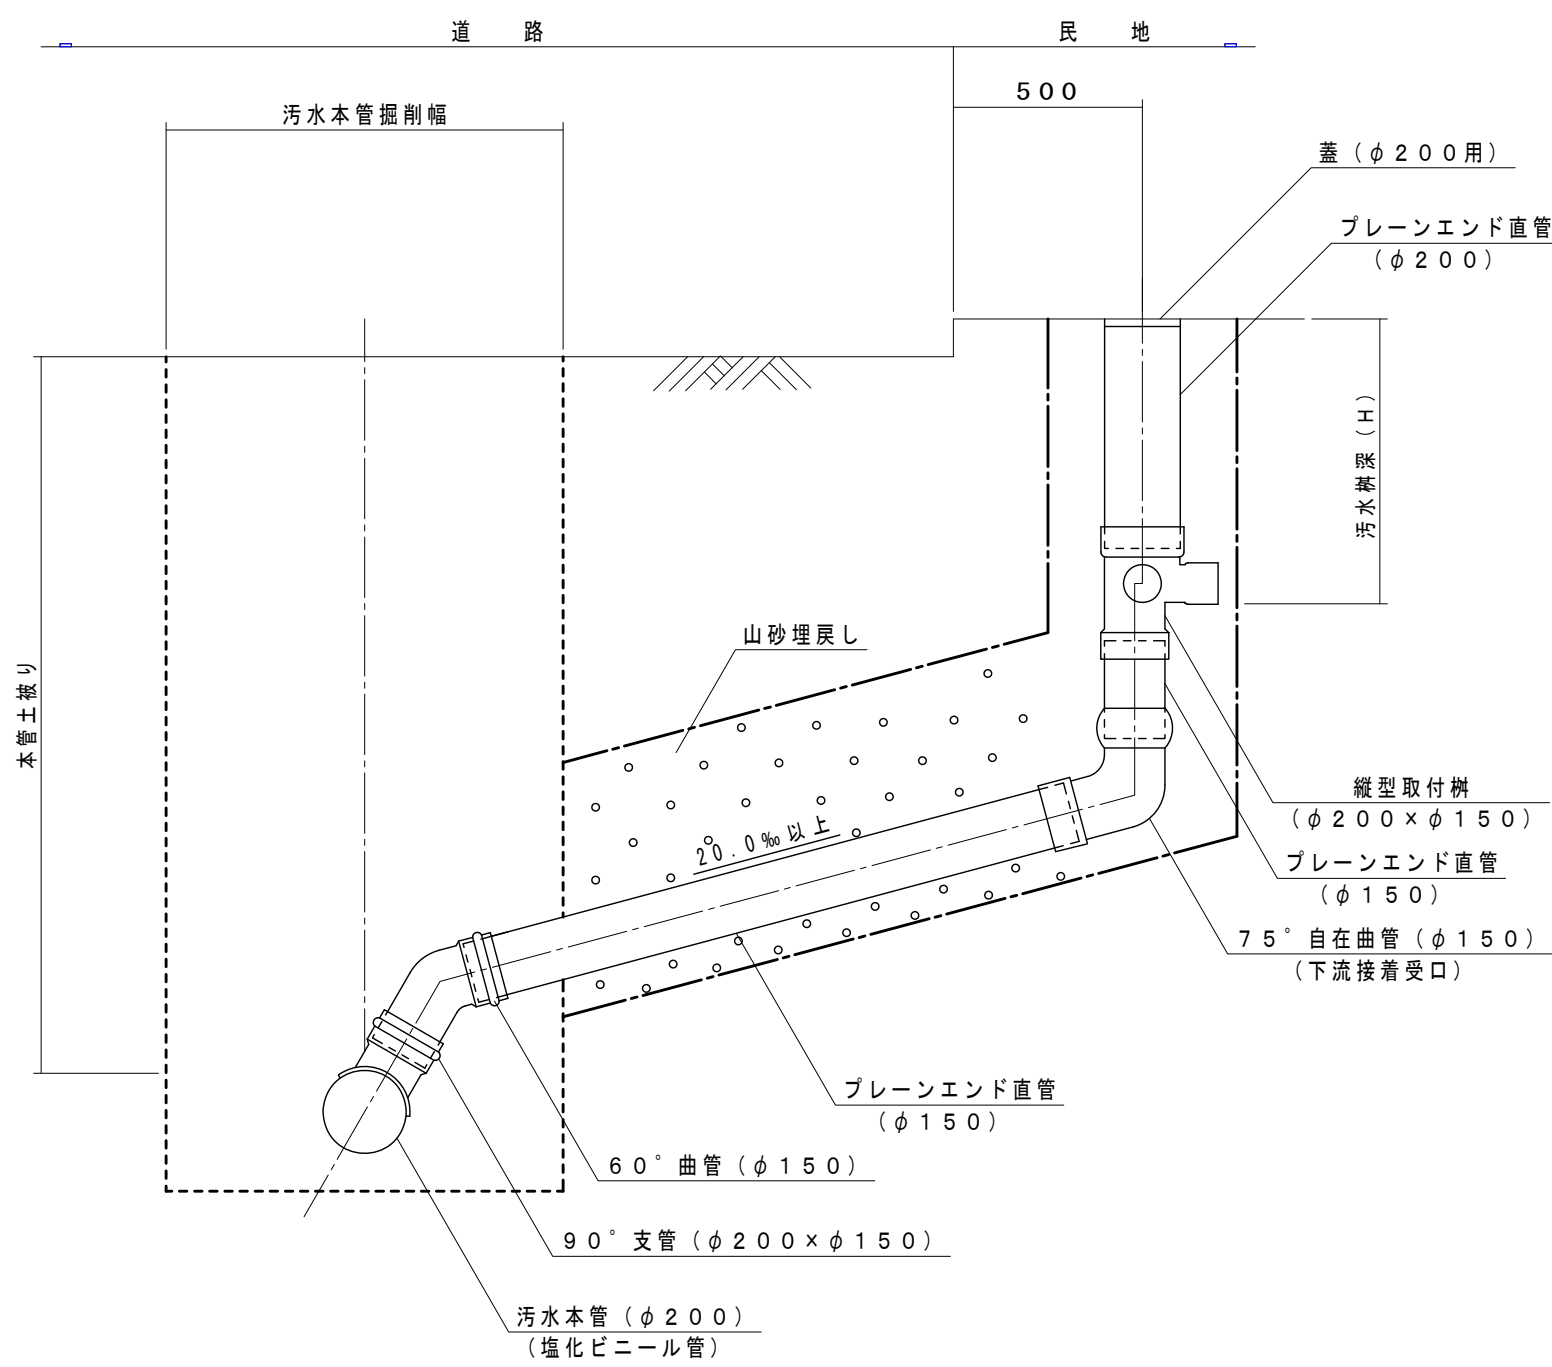 道　路
民　地
500
汚水本管掘削幅
蓋（φ２００用）
プレーンエンド直管
（φ２００）
汚水桝深（Ｈ）
山砂埋戻し
本管土被り
20.0‰以上
縦型取付桝
（φ２００×φ１５０）
プレーンエンド直管
（φ１５０）
７５°自在曲管（φ１５０）
（下流接着受口）
プレーンエンド直管
（φ１５０）
６０°曲管（φ１５０）
９０°支管（φ２００×φ１５０）
汚水本管（φ２００）
（塩化ビニール管）